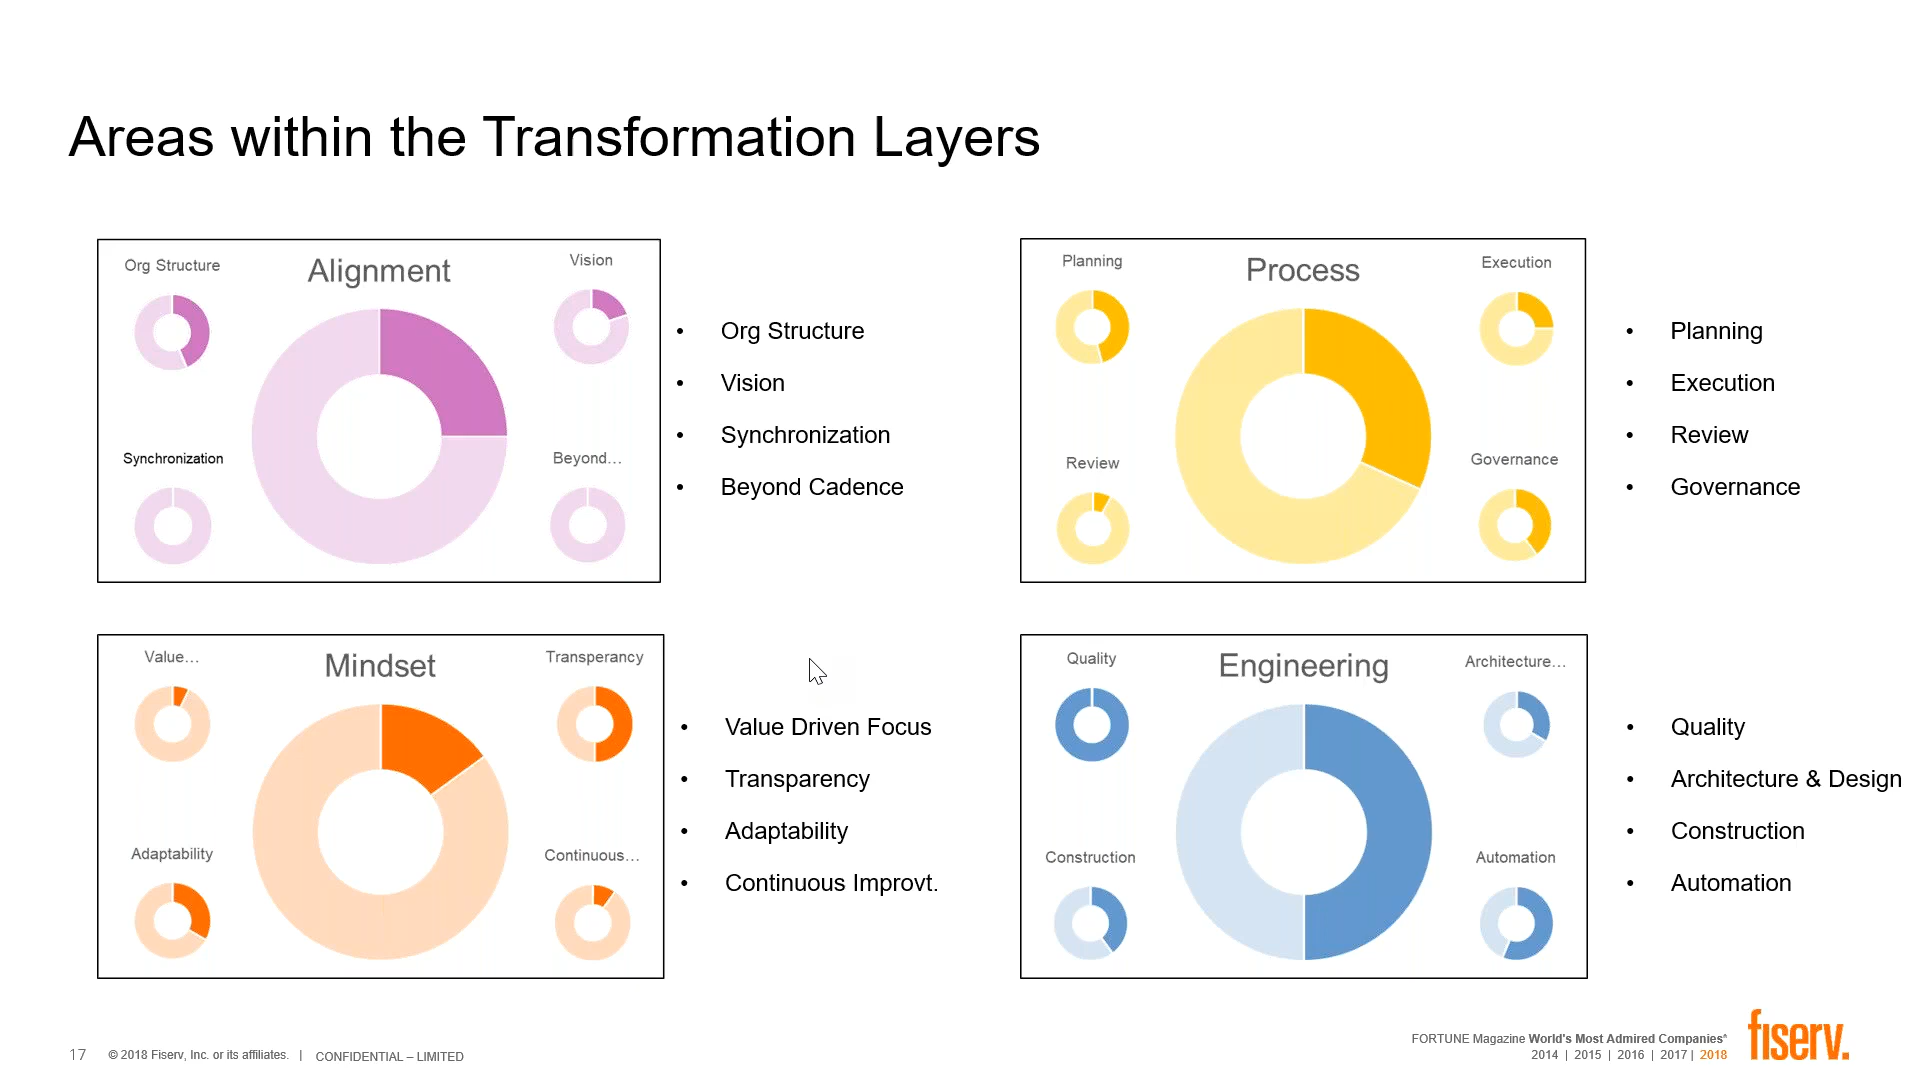 Areas within the Transformation Layers
Org Structure
Alignment
Vision
Synchronization
Beyond...
• Org Structure
• Vision
• Synchronization
• Beyond Cadence
Planning
Process
Execution
Review
Governance
• Planning
• Execution
• Review
• Governance
Value...
Mindset
Transperancy
Adaptability
Continuous...
• Value Driven Focus
• Transparency
• Adaptability
• Continuous Improvt.
Quality
Engineering
Architecture...
Construction
Automation
• Quality
• Architecture & Design
• Construction
• Automation
17 © 2018 Fiserv, Inc. or its affiliates. | CONFIDENTIAL – LIMITED
FORTUNE Magazine World's Most Admired Companies*
2014 | 2015 | 2016 | 2017 | 2018
fiserv.